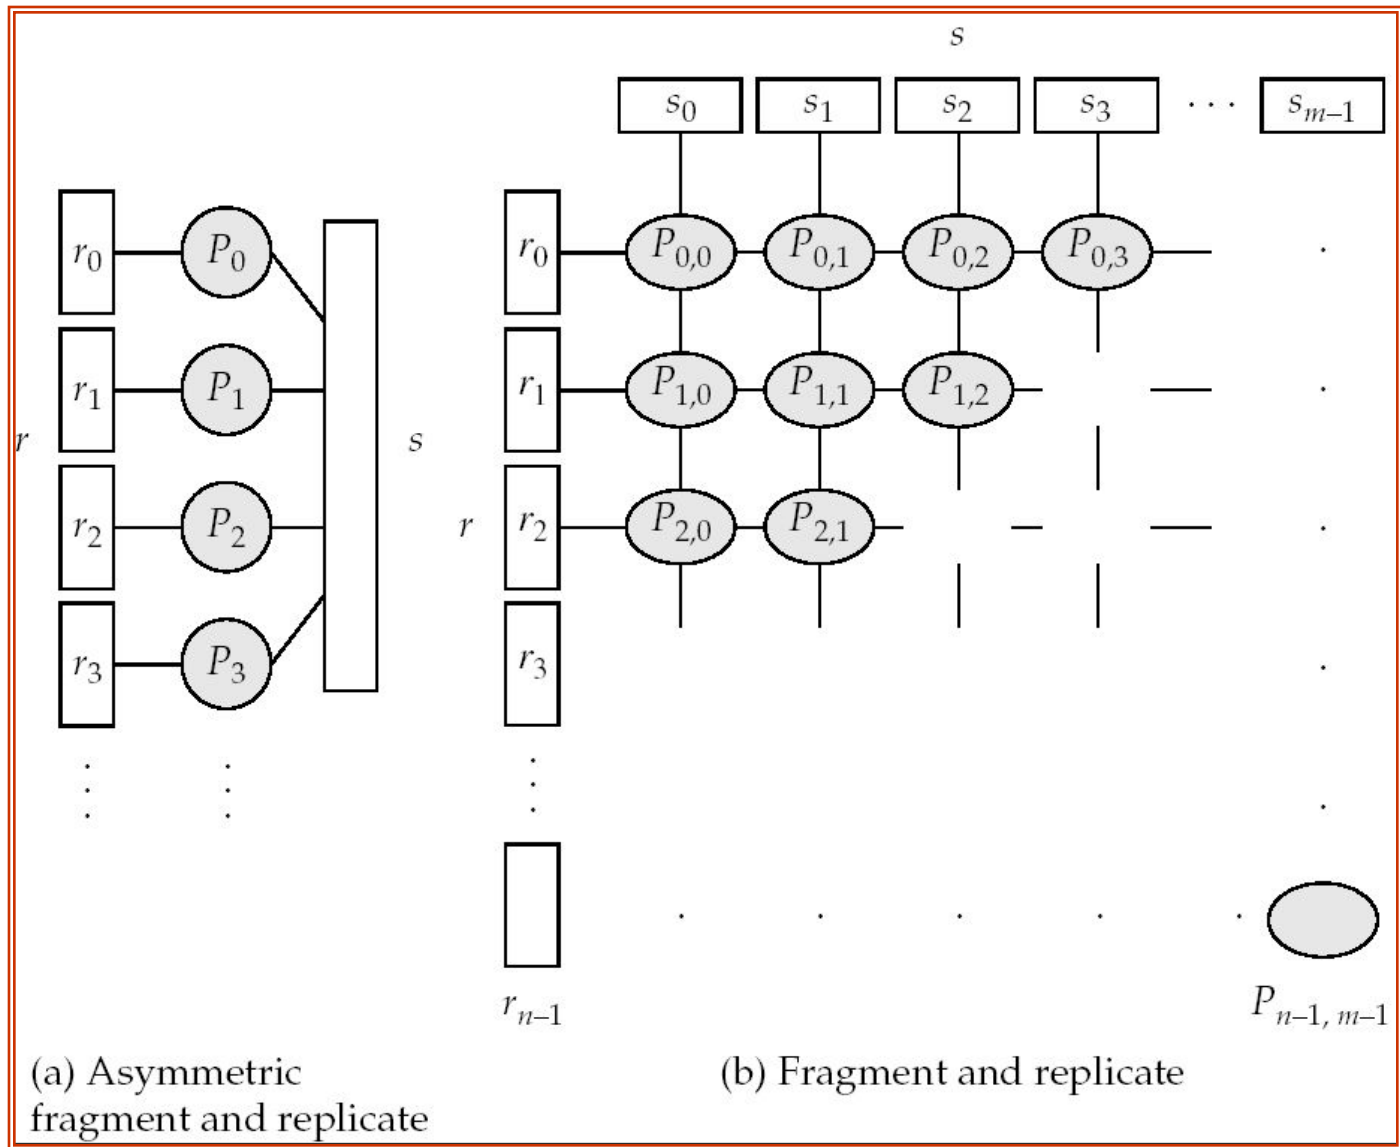 s
s0 s1 s2 s3 · · · sm–1
r0 P0
r1 P1
r s
r2 P2
r3 P3
r0 P0,0 P0,1 P0,2 P0,3
r1 P1,0 P1,1 P1,2
r
r2 P2,0 P2,1
r3
rn–1 Pn–1, m–1
(a) Asymmetric
fragment and replicate
(b) Fragment and replicate